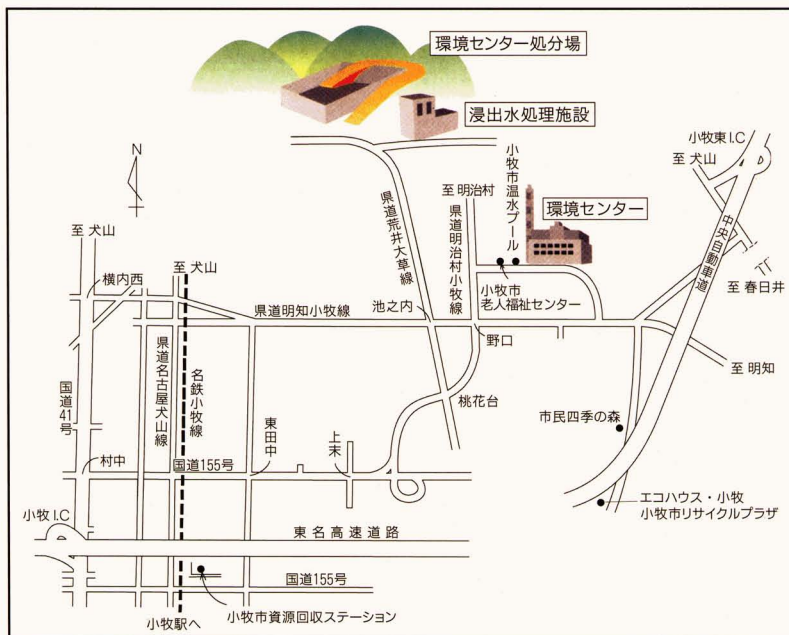 環境センター処分場
浸出水処理施設
小牧東I.C
至 犬山
N
小牧市温水プール
至 明治村
環境センター
県道荒井大草線
県道明治村小牧線
中央自動車道
至 犬山
至 犬山
横内西
小牧市
老人福祉センター
至 春日井
県道明知小牧線
池之内
野口
至 明知
国道41号
県道名古屋犬山線
名鉄小牧線
桃花台
市民四季の森
東田中
上末
村中
国道155号
エコハウス・小牧
小牧市リサイクルプラザ
小牧 I.C
東名高速道路
国道155号
小牧駅へ
小牧市資源回収ステーション